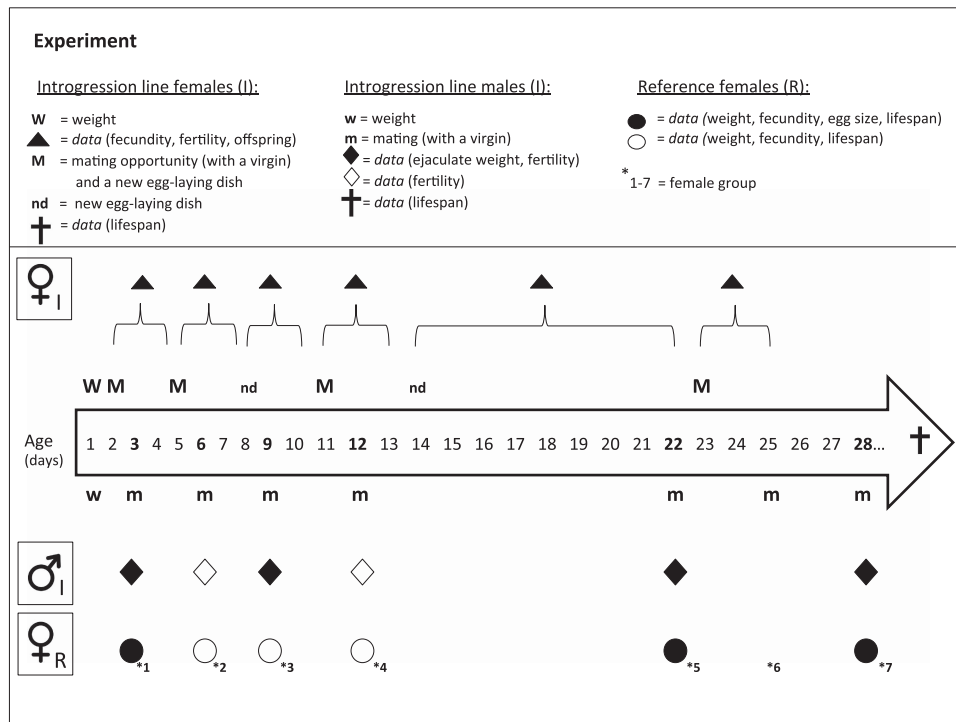 Experiment
Introgression line females (I):
W = weight
▲ = data (fecundity, fertility, offspring)
M = mating opportunity (with a virgin)
and a new egg-laying dish
nd = new egg-laying dish
✝ = data (lifespan)
Introgression line males (I):
w = weight
m = mating (with a virgin)
◆ = data (ejaculate weight, fertility)
◇ = data (fertility)
✝ = data (lifespan)
Reference females (R):
● = data (weight, fecundity, egg size, lifespan)
○ = data (weight, fecundity, lifespan)
*1-7 = female group
♀I
W M M nd M nd M
Age
(days)
1 2 3 4 5 6 7 8 9 10 11 12 13 14 15 16 17 18 19 20 21 22 23 24 25 26 27 28... ✝
w m m m m m m m
♂I
♀R
*1 *2 *3 *4 *5 *6 *7